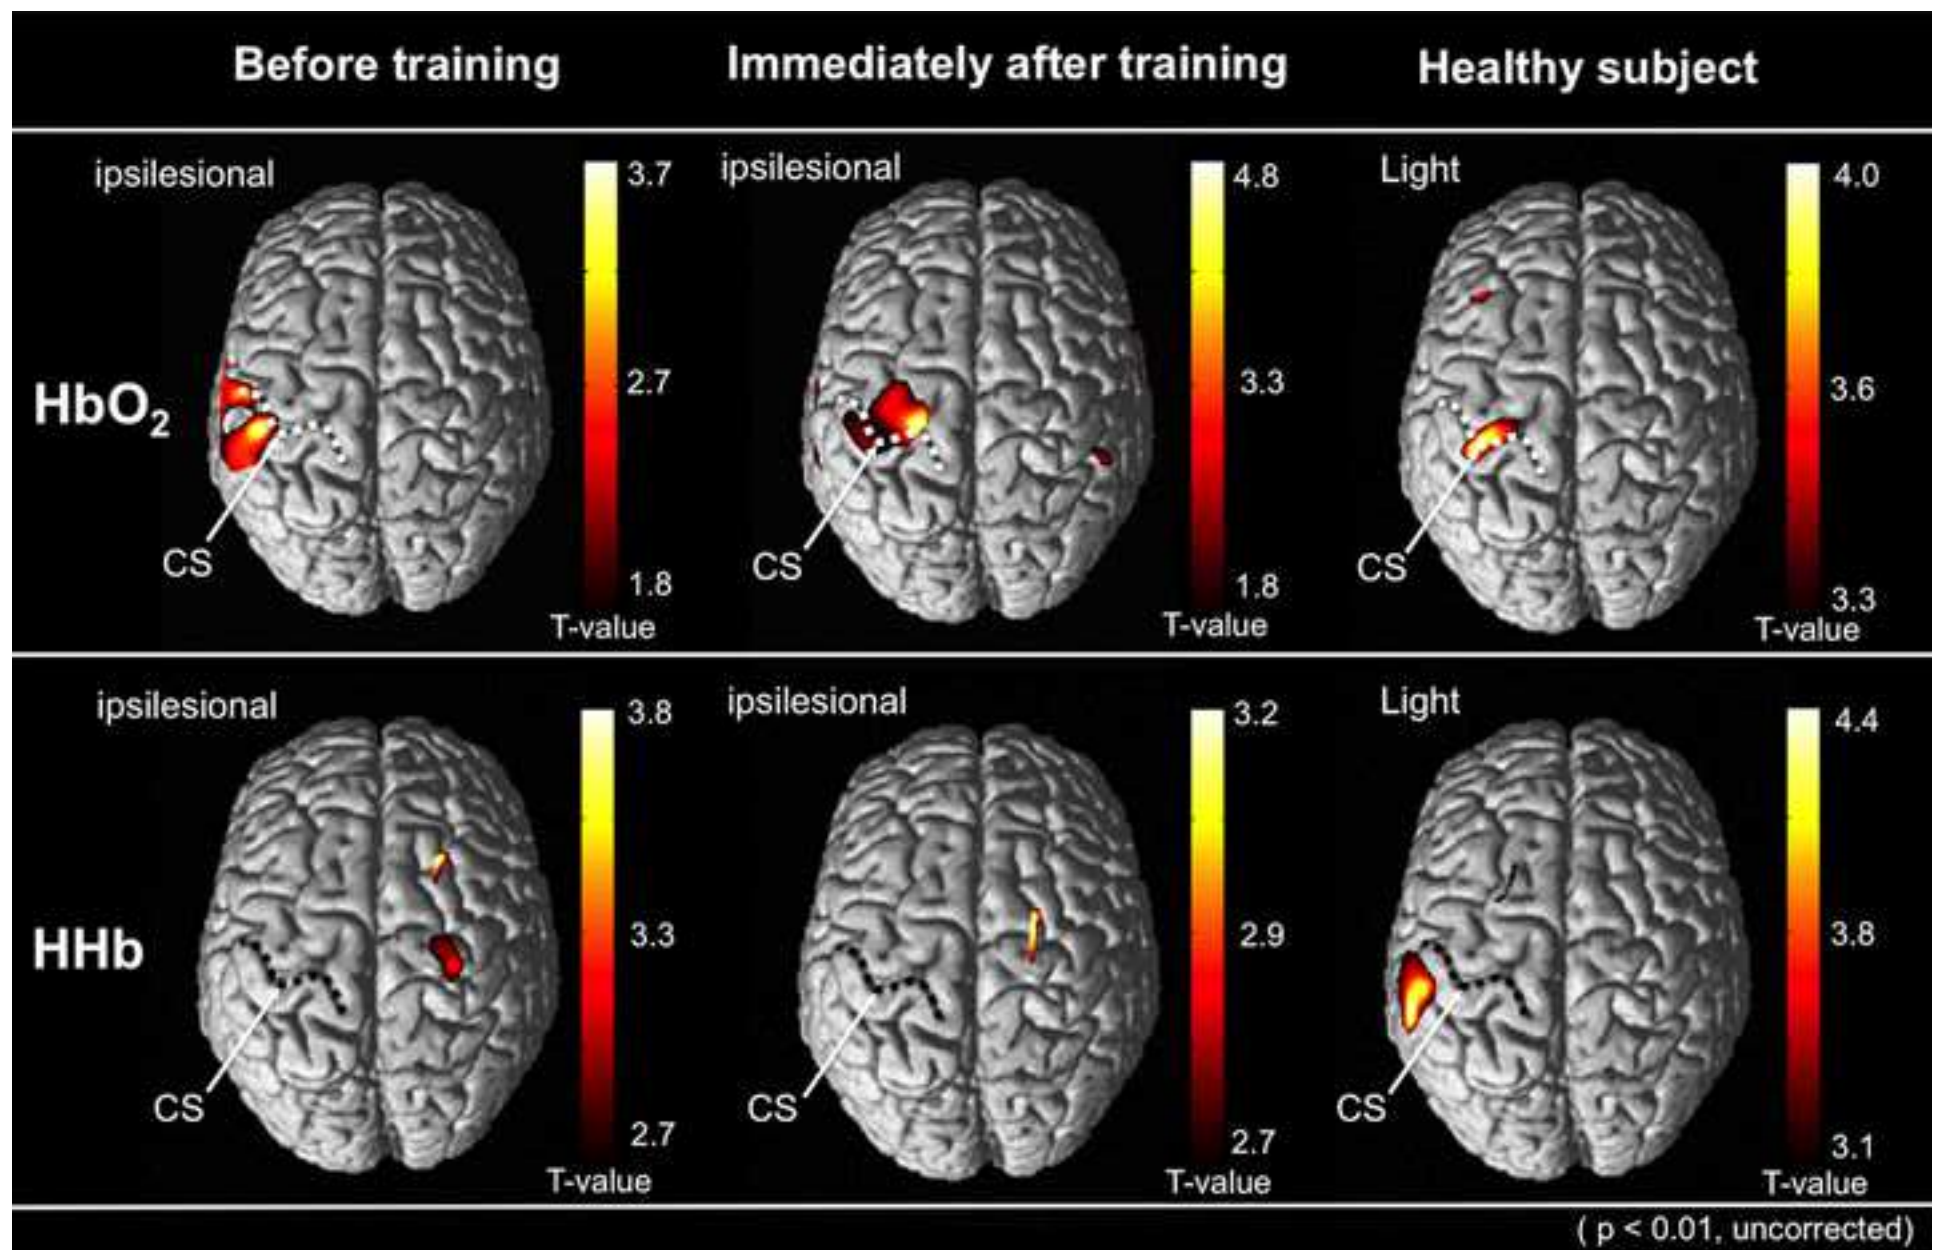 Before training
Immediately after training
Healthy subject
HbO₂
ipsilesional
3.7
2.7
1.8
T-value
CS
ipsilesional
4.8
3.3
1.8
T-value
CS
Light
4.0
3.6
3.3
T-value
CS
HHb
ipsilesional
3.8
3.3
2.7
T-value
CS
ipsilesional
3.2
2.9
2.7
T-value
CS
Light
4.4
3.8
3.1
T-value
CS
( p < 0.01, uncorrected)